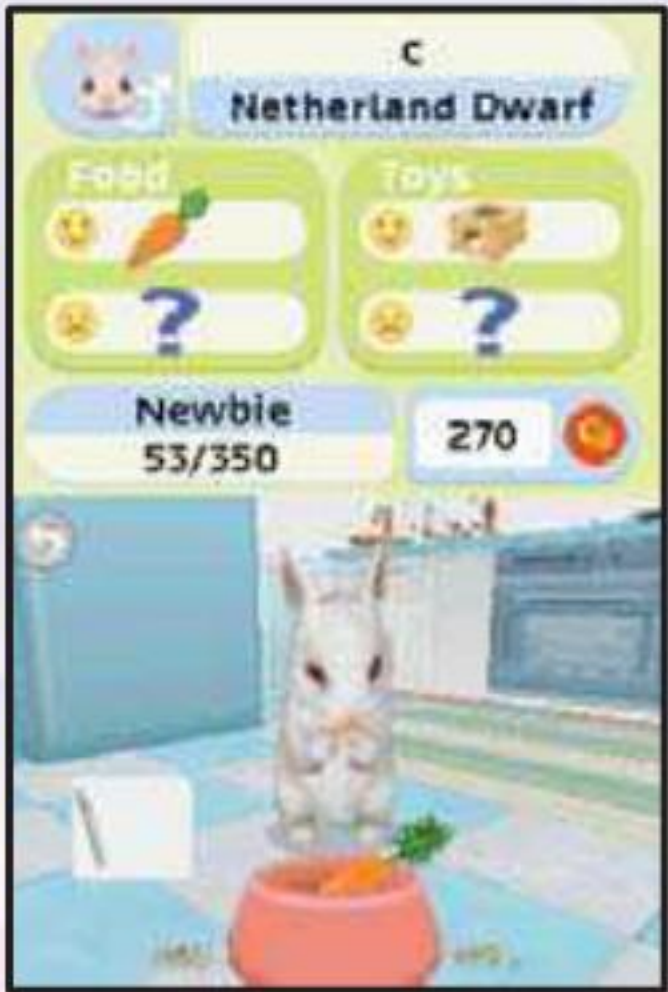 C
Netherland Dwarf
Food
Toys
?
?
Newbie
53/350
270